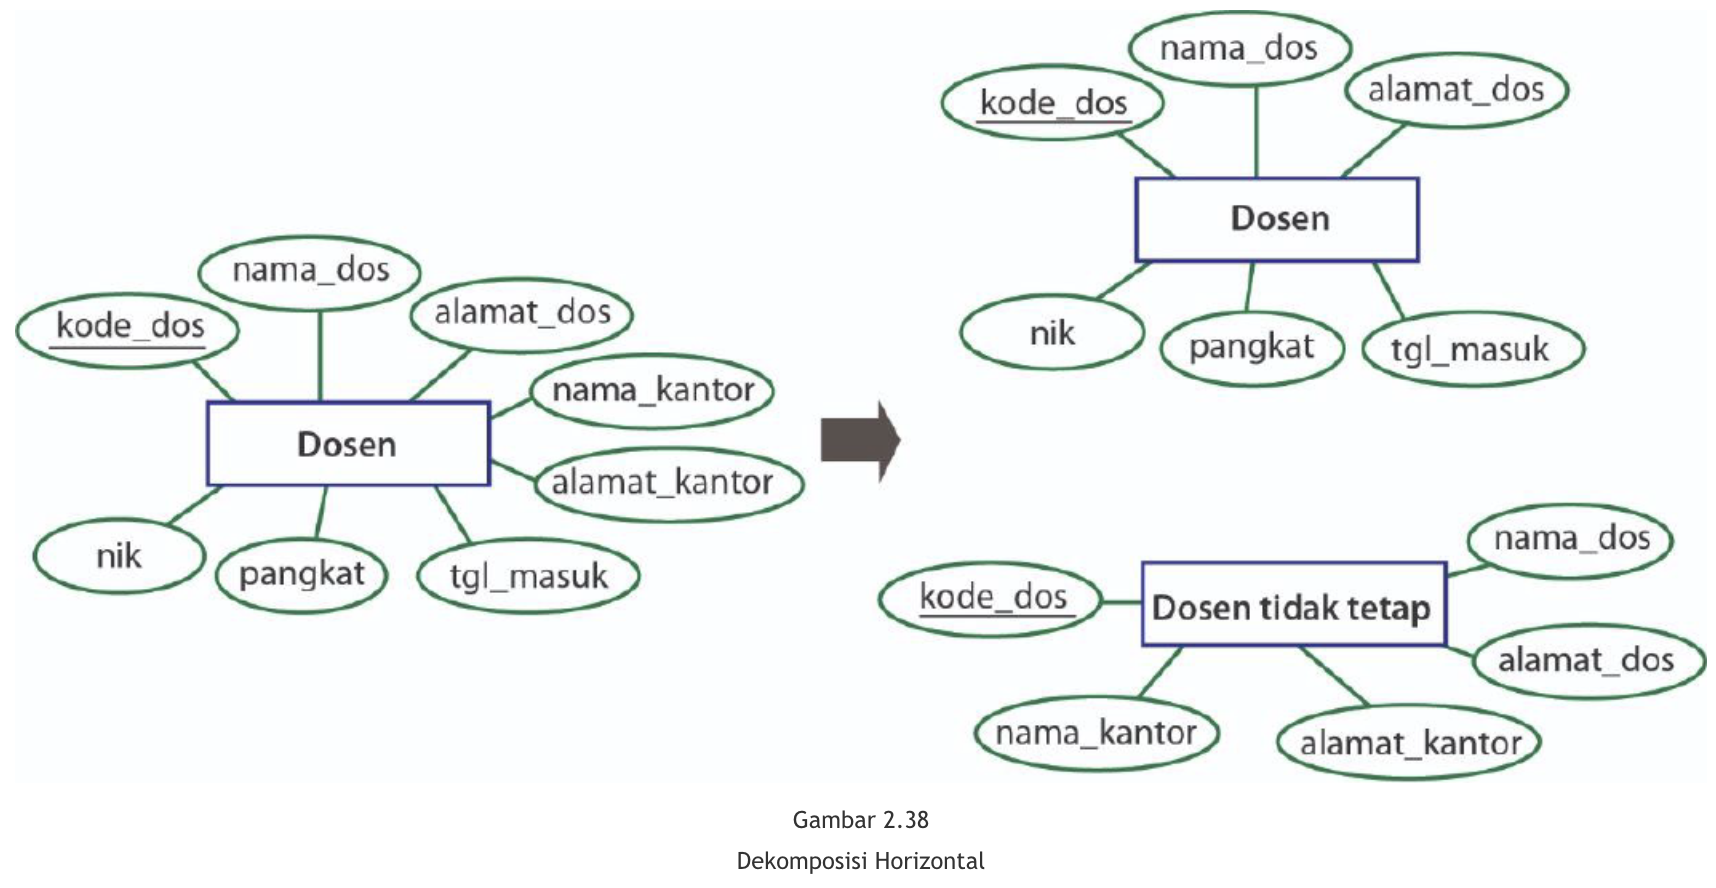 nama_dos
kode_dos
alamat_dos
nama_kantor
Dosen
alamat_kantor
nik
pangkat
tgl_masuk
nama_dos
kode_dos
alamat_dos
Dosen
nik
pangkat
tgl_masuk
nama_dos
kode_dos
Dosen tidak tetap
alamat_dos
nama_kantor
alamat_kantor
Gambar 2.38
Dekomposisi Horizontal